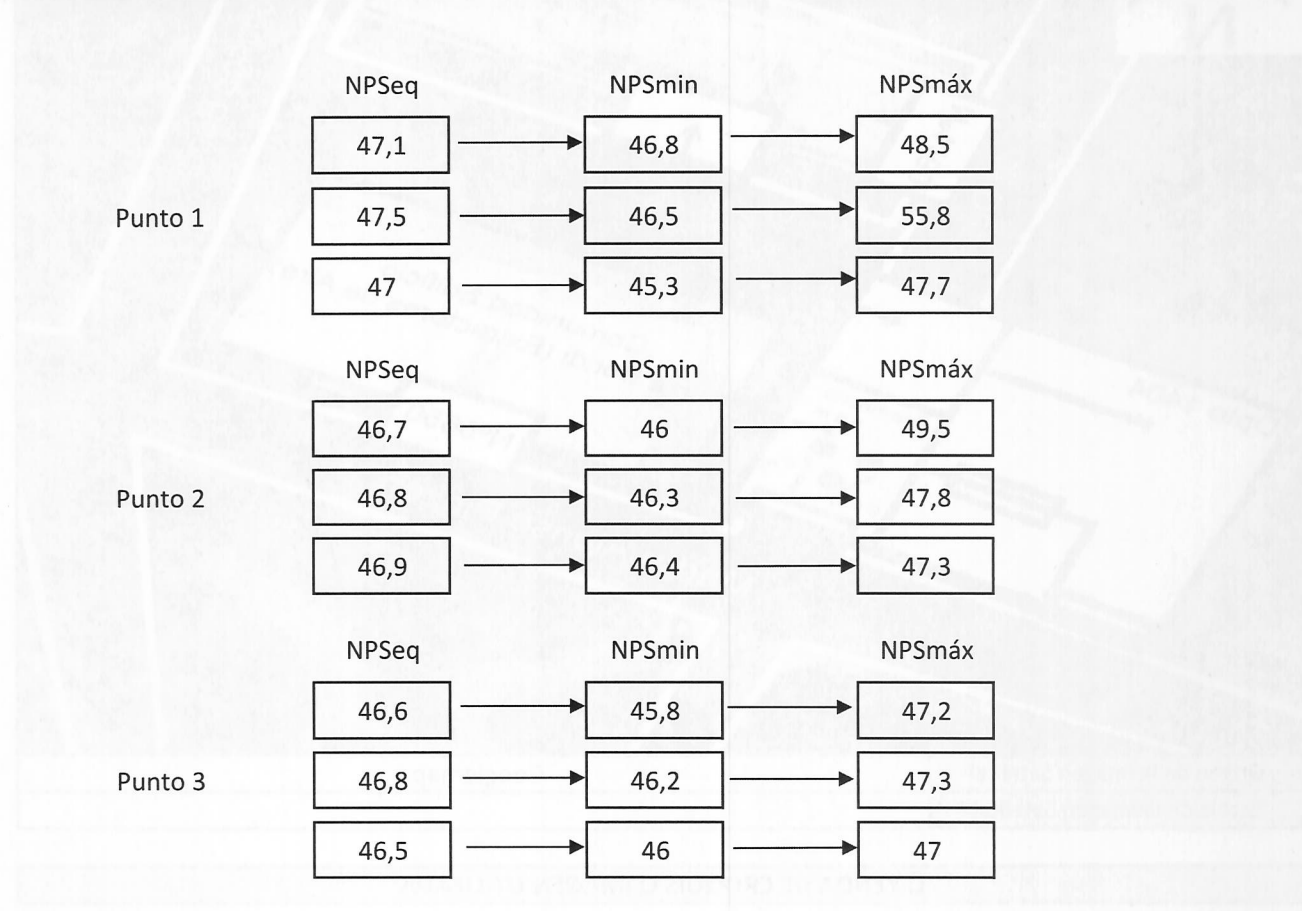 NPSeq NPSmin NPSmáx
47,1 46,8 48,5
Punto 1 47,5 46,5 55,8
47 45,3 47,7
NPSeq NPSmin NPSmáx
46,7 46 49,5
Punto 2 46,8 46,3 47,8
46,9 46,4 47,3
NPSeq NPSmin NPSmáx
46,6 45,8 47,2
Punto 3 46,8 46,2 47,3
46,5 46 47